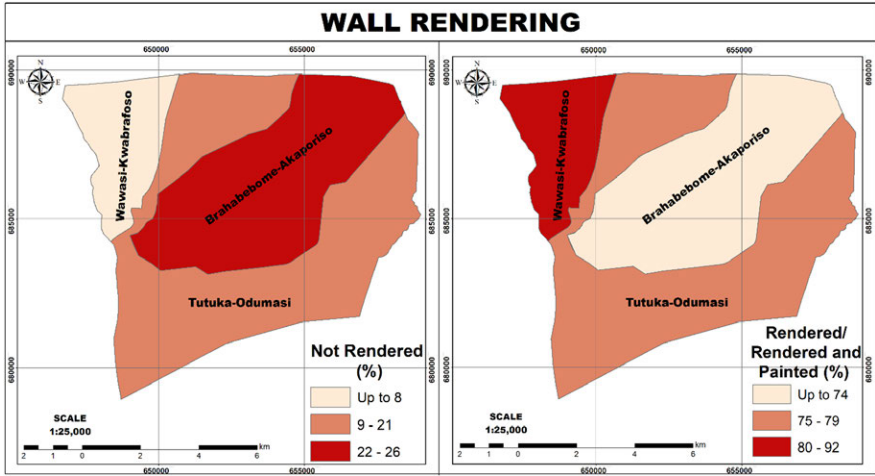 WALL RENDERING
650000 655000
690000
N
W E
S
Wawasi-Kwabrafoso
Brahabebome-Akaporiso
685000
Tutuka-Odumasi
680000
Not Rendered
(%)
Up to 8
9 - 21
22 - 26
SCALE
1:25,000
km
2 1 0 2 4 6
650000 655000
650000 655000
690000
N
W E
S
Wawasi-Kwabrafoso
Brahabebome-Akaporiso
685000
Tutuka-Odumasi
680000
Rendered/
Rendered and
Painted (%)
Up to 74
75 - 79
80 - 92
SCALE
1:25,000
km
2 1 0 2 4 6
650000 655000